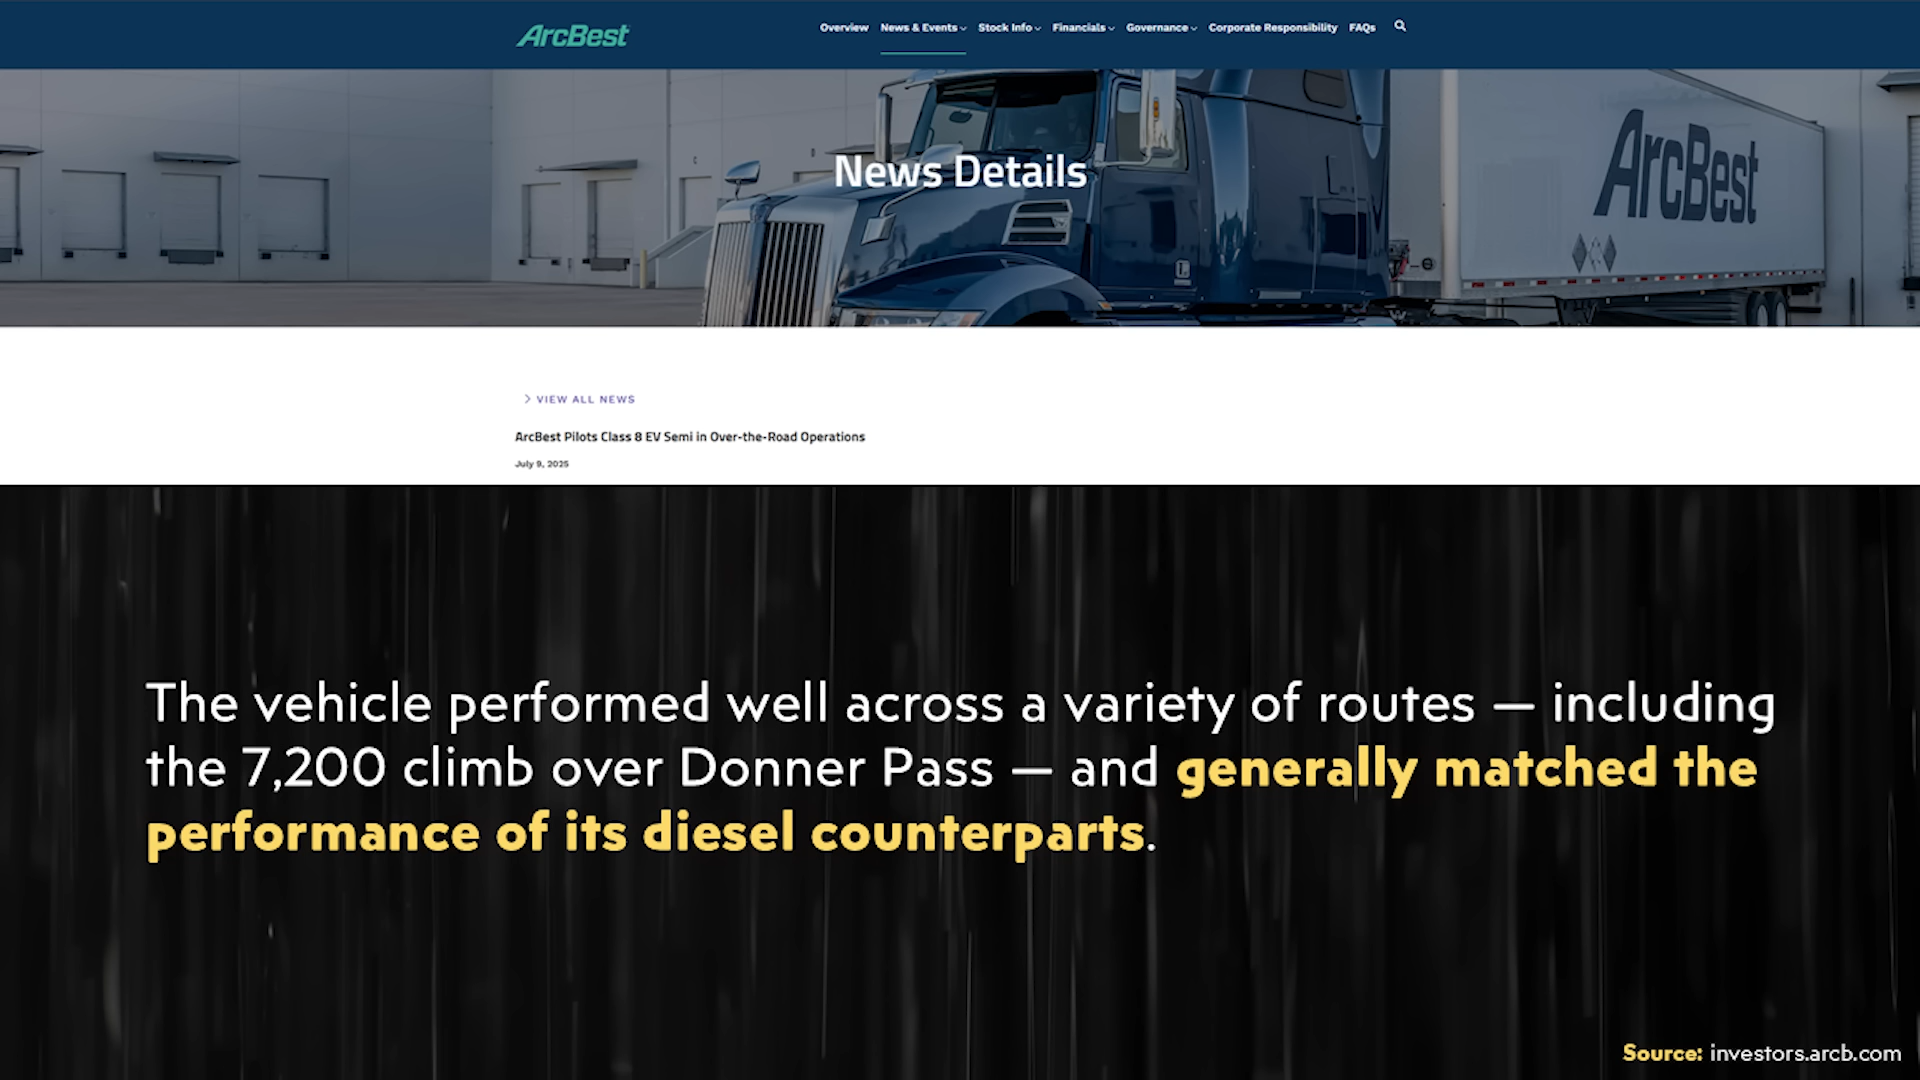 ArcBest
Overview News & Events Stock Info Financials Governance Corporate Responsibility FAQs
News Details
ArcBest
VIEW ALL NEWS
ArcBest Pilots Class 8 EV Semi in Over-the-Road Operations
July 9, 2025
The vehicle performed well across a variety of routes — including
the 7,200 climb over Donner Pass — and generally matched the
performance of its diesel counterparts.
Source: investors.arcb.com